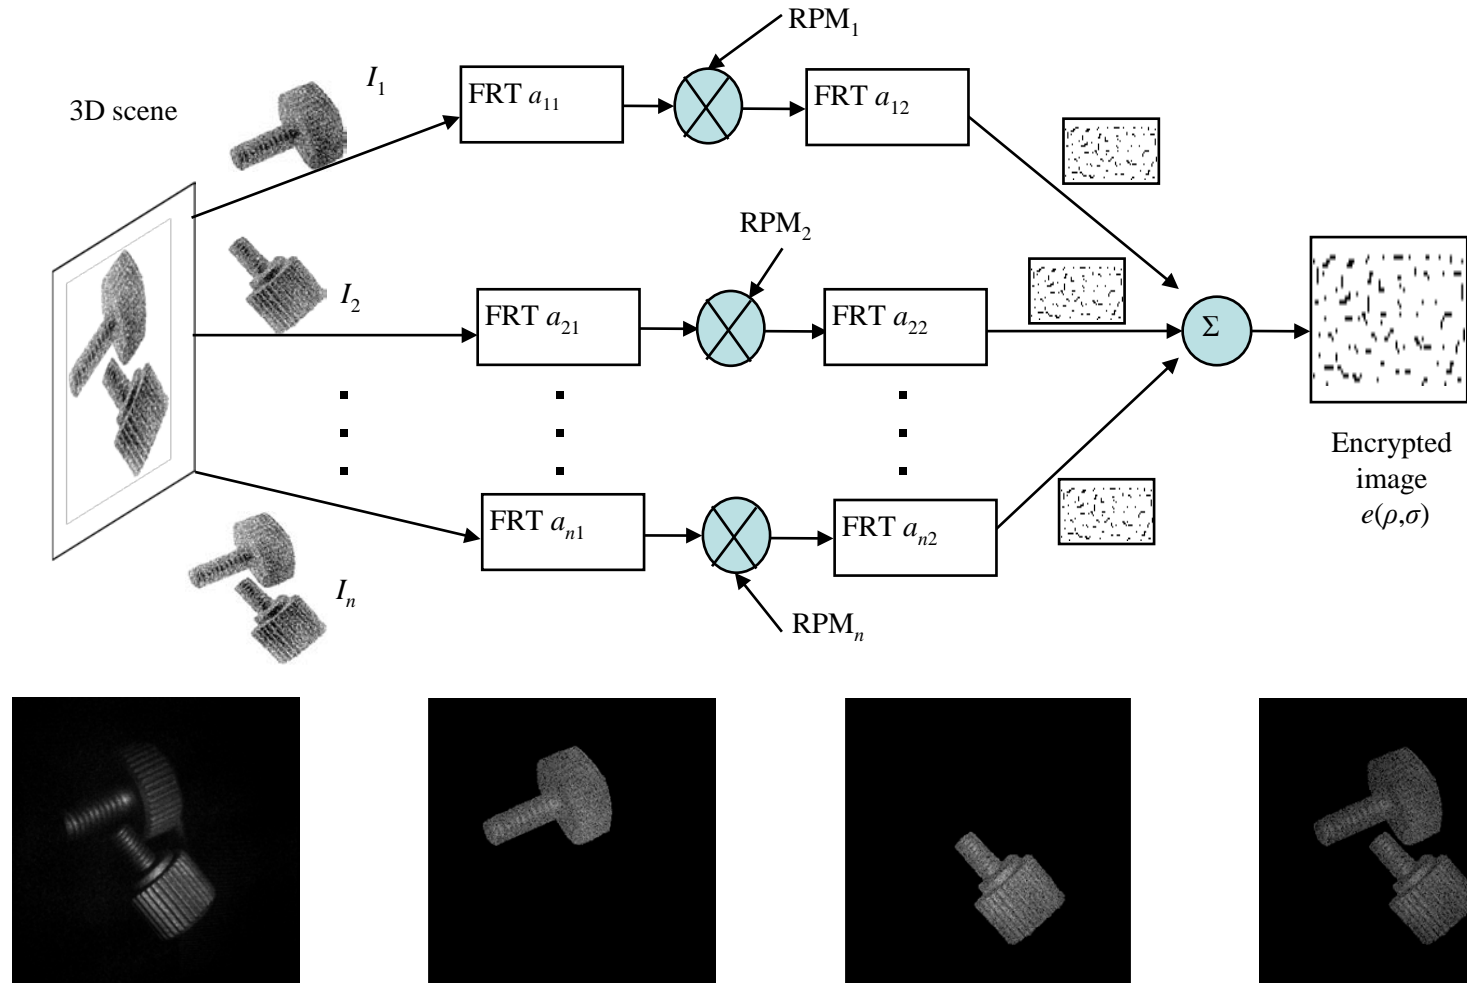 RPM₁
I₁
3D scene
FRT a₁₁
FRT a₁₂
RPM₂
I₂
FRT a₂₁
FRT a₂₂
Σ
Encrypted
image
e(ρ,σ)
FRT aₙ₁
FRT aₙ₂
Iₙ
RPMₙ